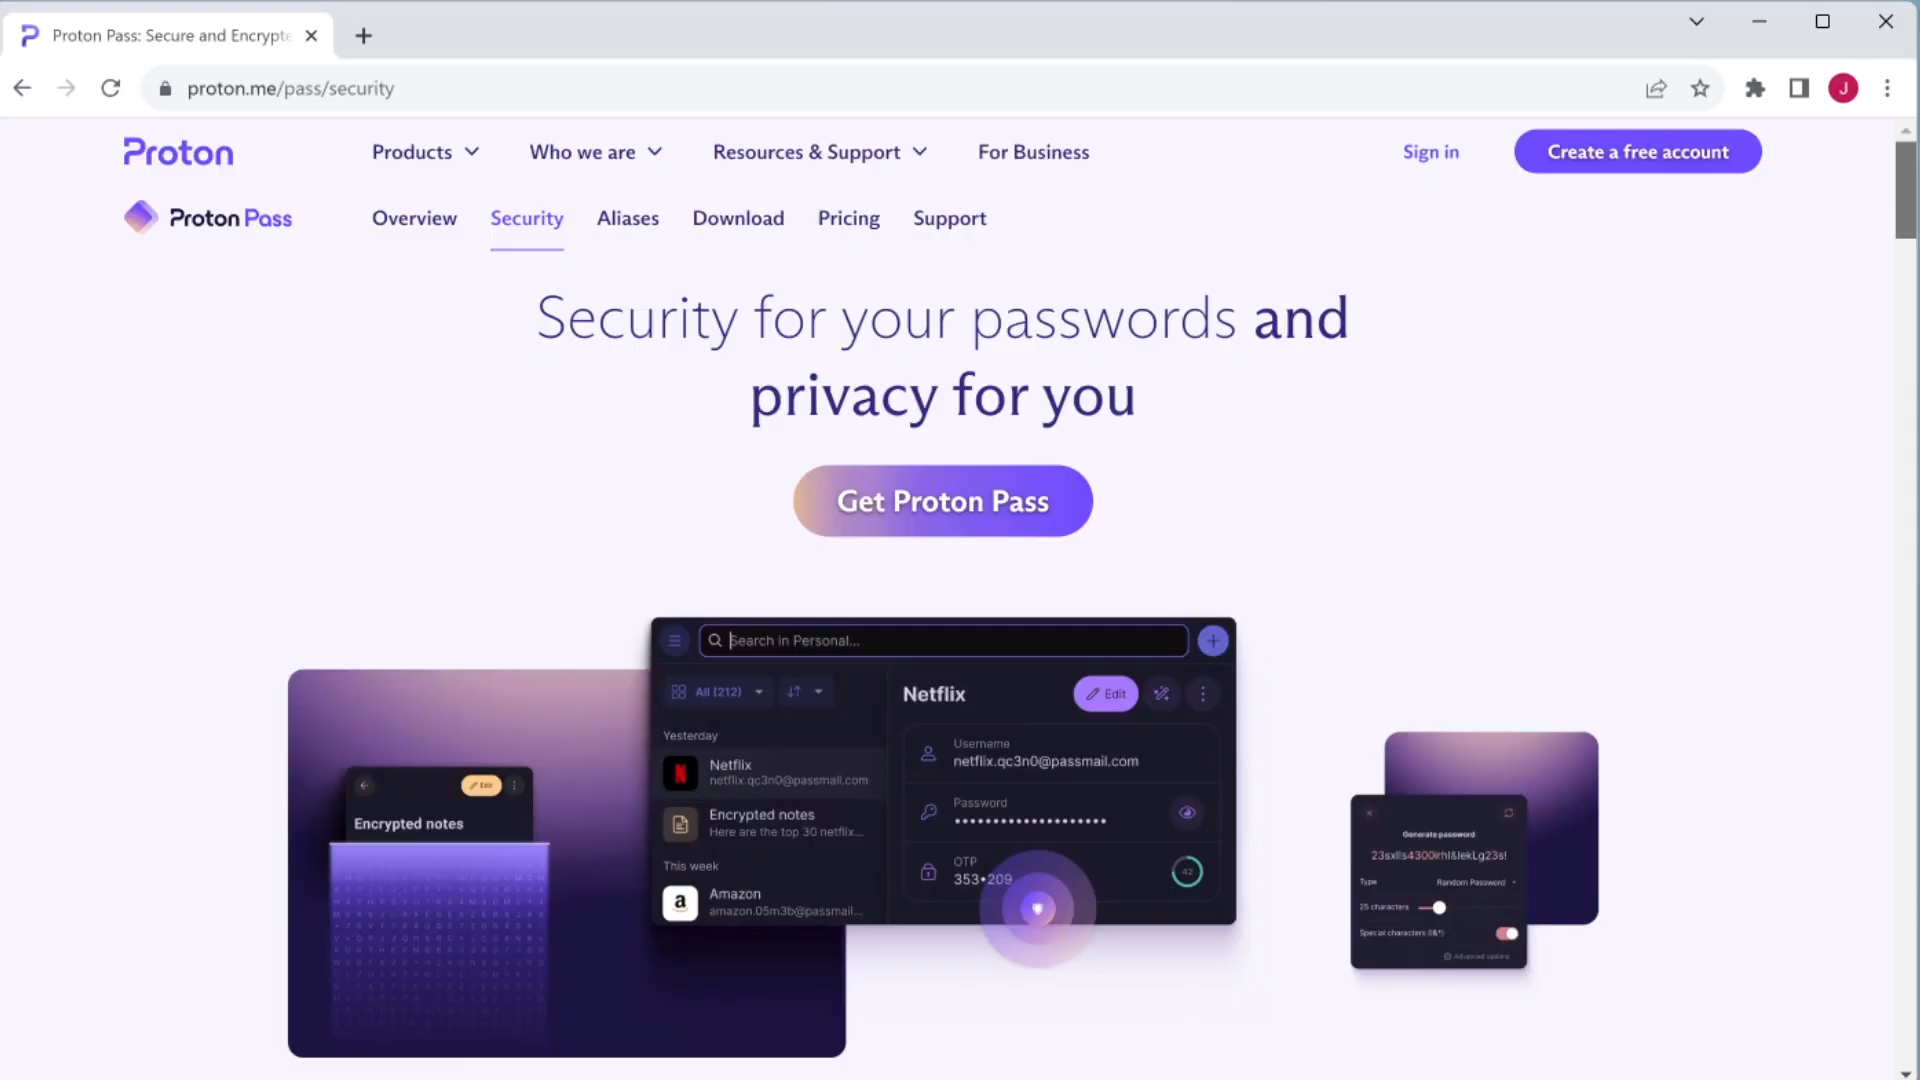 Proton Pass: Secure and Encrypte
proton.me/pass/security
J
Proton
Products
Who we are
Resources & Support
For Business
Sign in
Create a free account
Proton Pass
Overview
Security
Aliases
Download
Pricing
Support
Security for your passwords and
privacy for you
Get Proton Pass
Search in Personal...
All (212)
Yesterday
Netflix
netflix.qc3n0@passmail.com
Encrypted notes
Here are the top 30 netflix...
This week
Amazon
amazon.05m3b@passmail...
Netflix
Edit
Username
netflix.qc3n0@passmail.com
Password
OTP
353•209
42
Edit
Encrypted notes
Generate password
Type
Random Password
25 characters
Special characters (!&*)
Advanced options